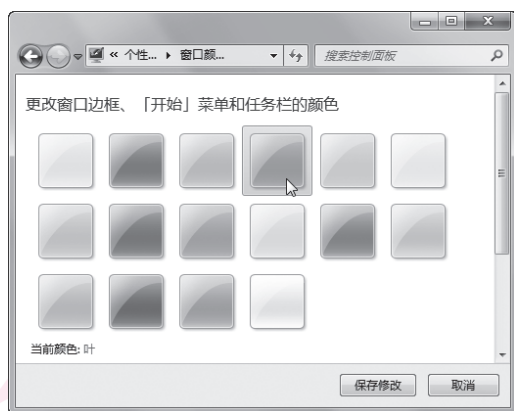 « 个性... ▸ 窗口颜... 搜索控制面板
更改窗口边框、「开始」菜单和任务栏的颜色
当前颜色: 叶
保存修改 取消